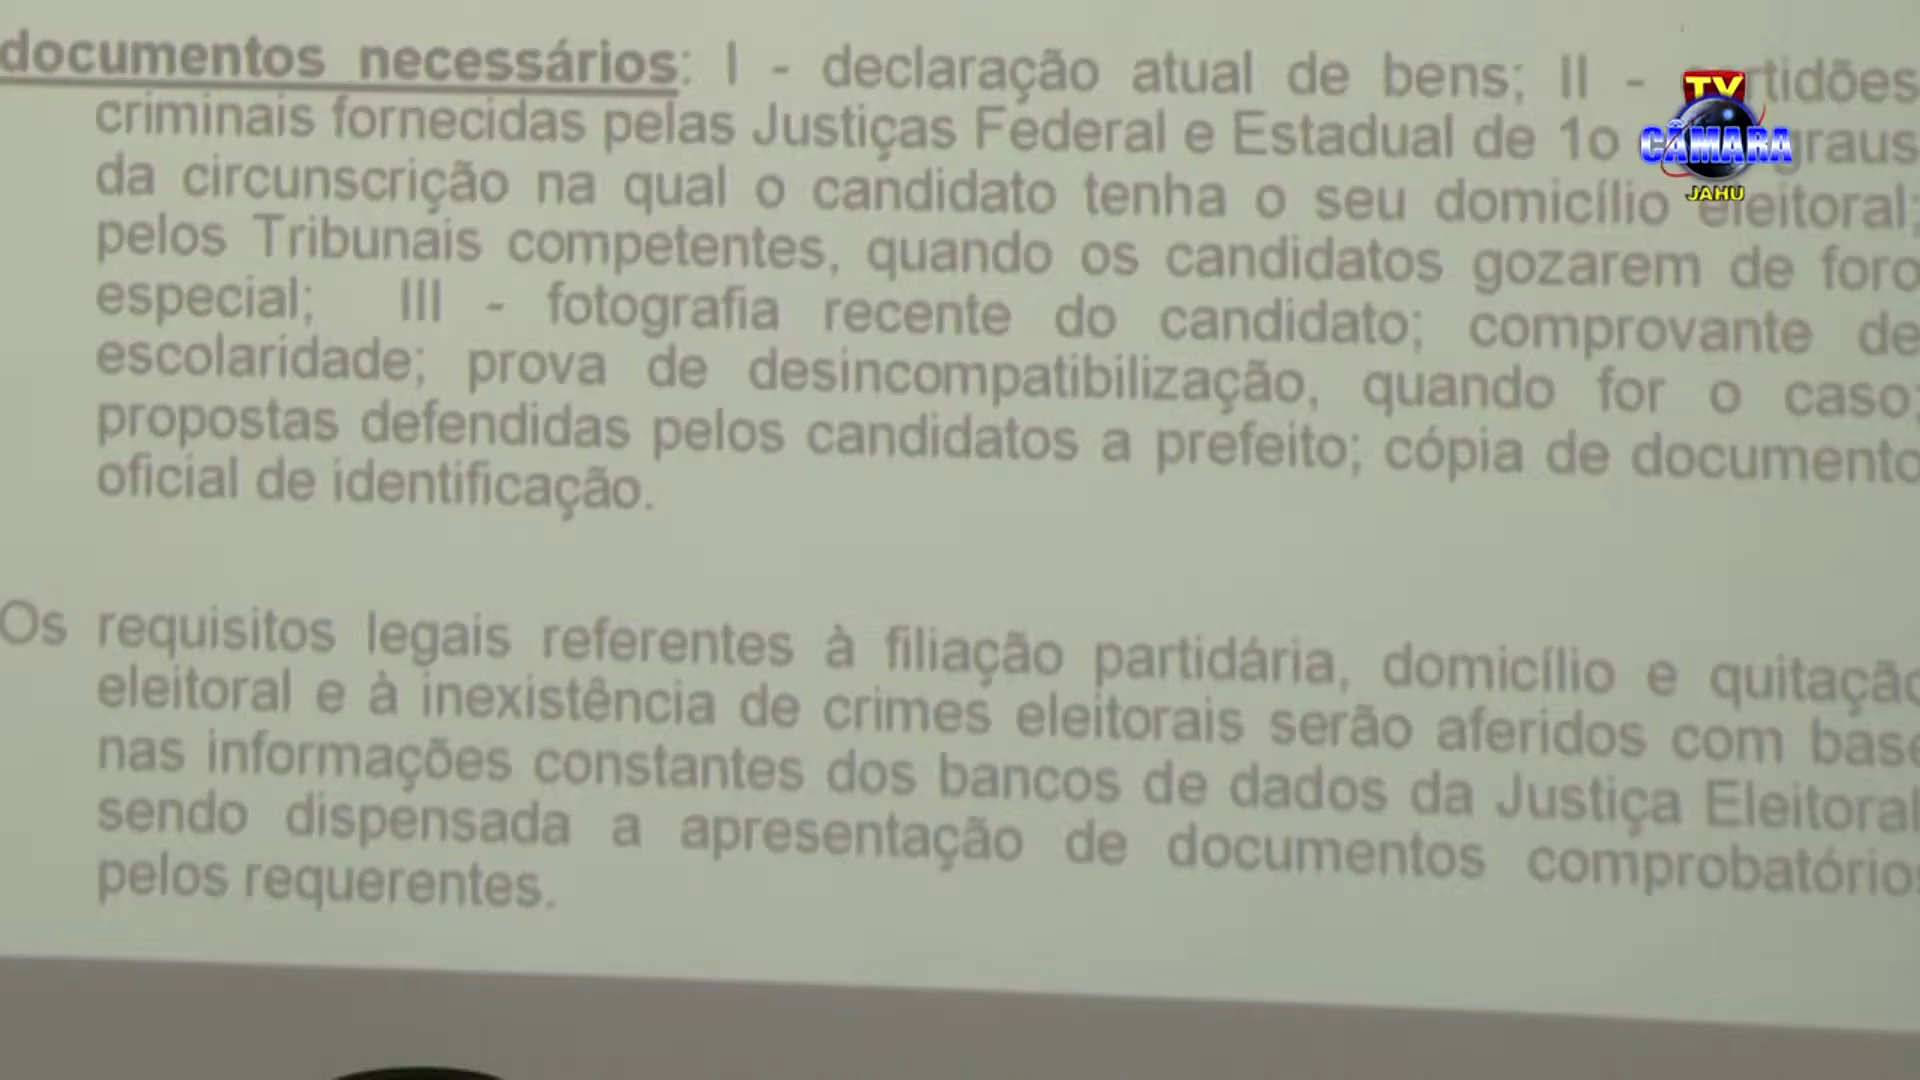 documentos necessários: I - declaração atual de bens; II - tidões
criminais fornecidas pelas Justiças Federal e Estadual de 1o graus
da circunscrição na qual o candidato tenha o seu domicílio eleitoral;
pelos Tribunais competentes, quando os candidatos gozarem de foro
especial; III - fotografia recente do candidato; comprovante de
escolaridade; prova de desincompatibilização, quando for o caso;
propostas defendidas pelos candidatos a prefeito; cópia de documento
oficial de identificação.
Os requisitos legais referentes à filiação partidária, domicílio e quitação
eleitoral e à inexistência de crimes eleitorais serão aferidos com base
nas informações constantes dos bancos de dados da Justiça Eleitoral
sendo dispensada a apresentação de documentos comprobatórios
pelos requerentes.
TV
CÂMARA
JAHU